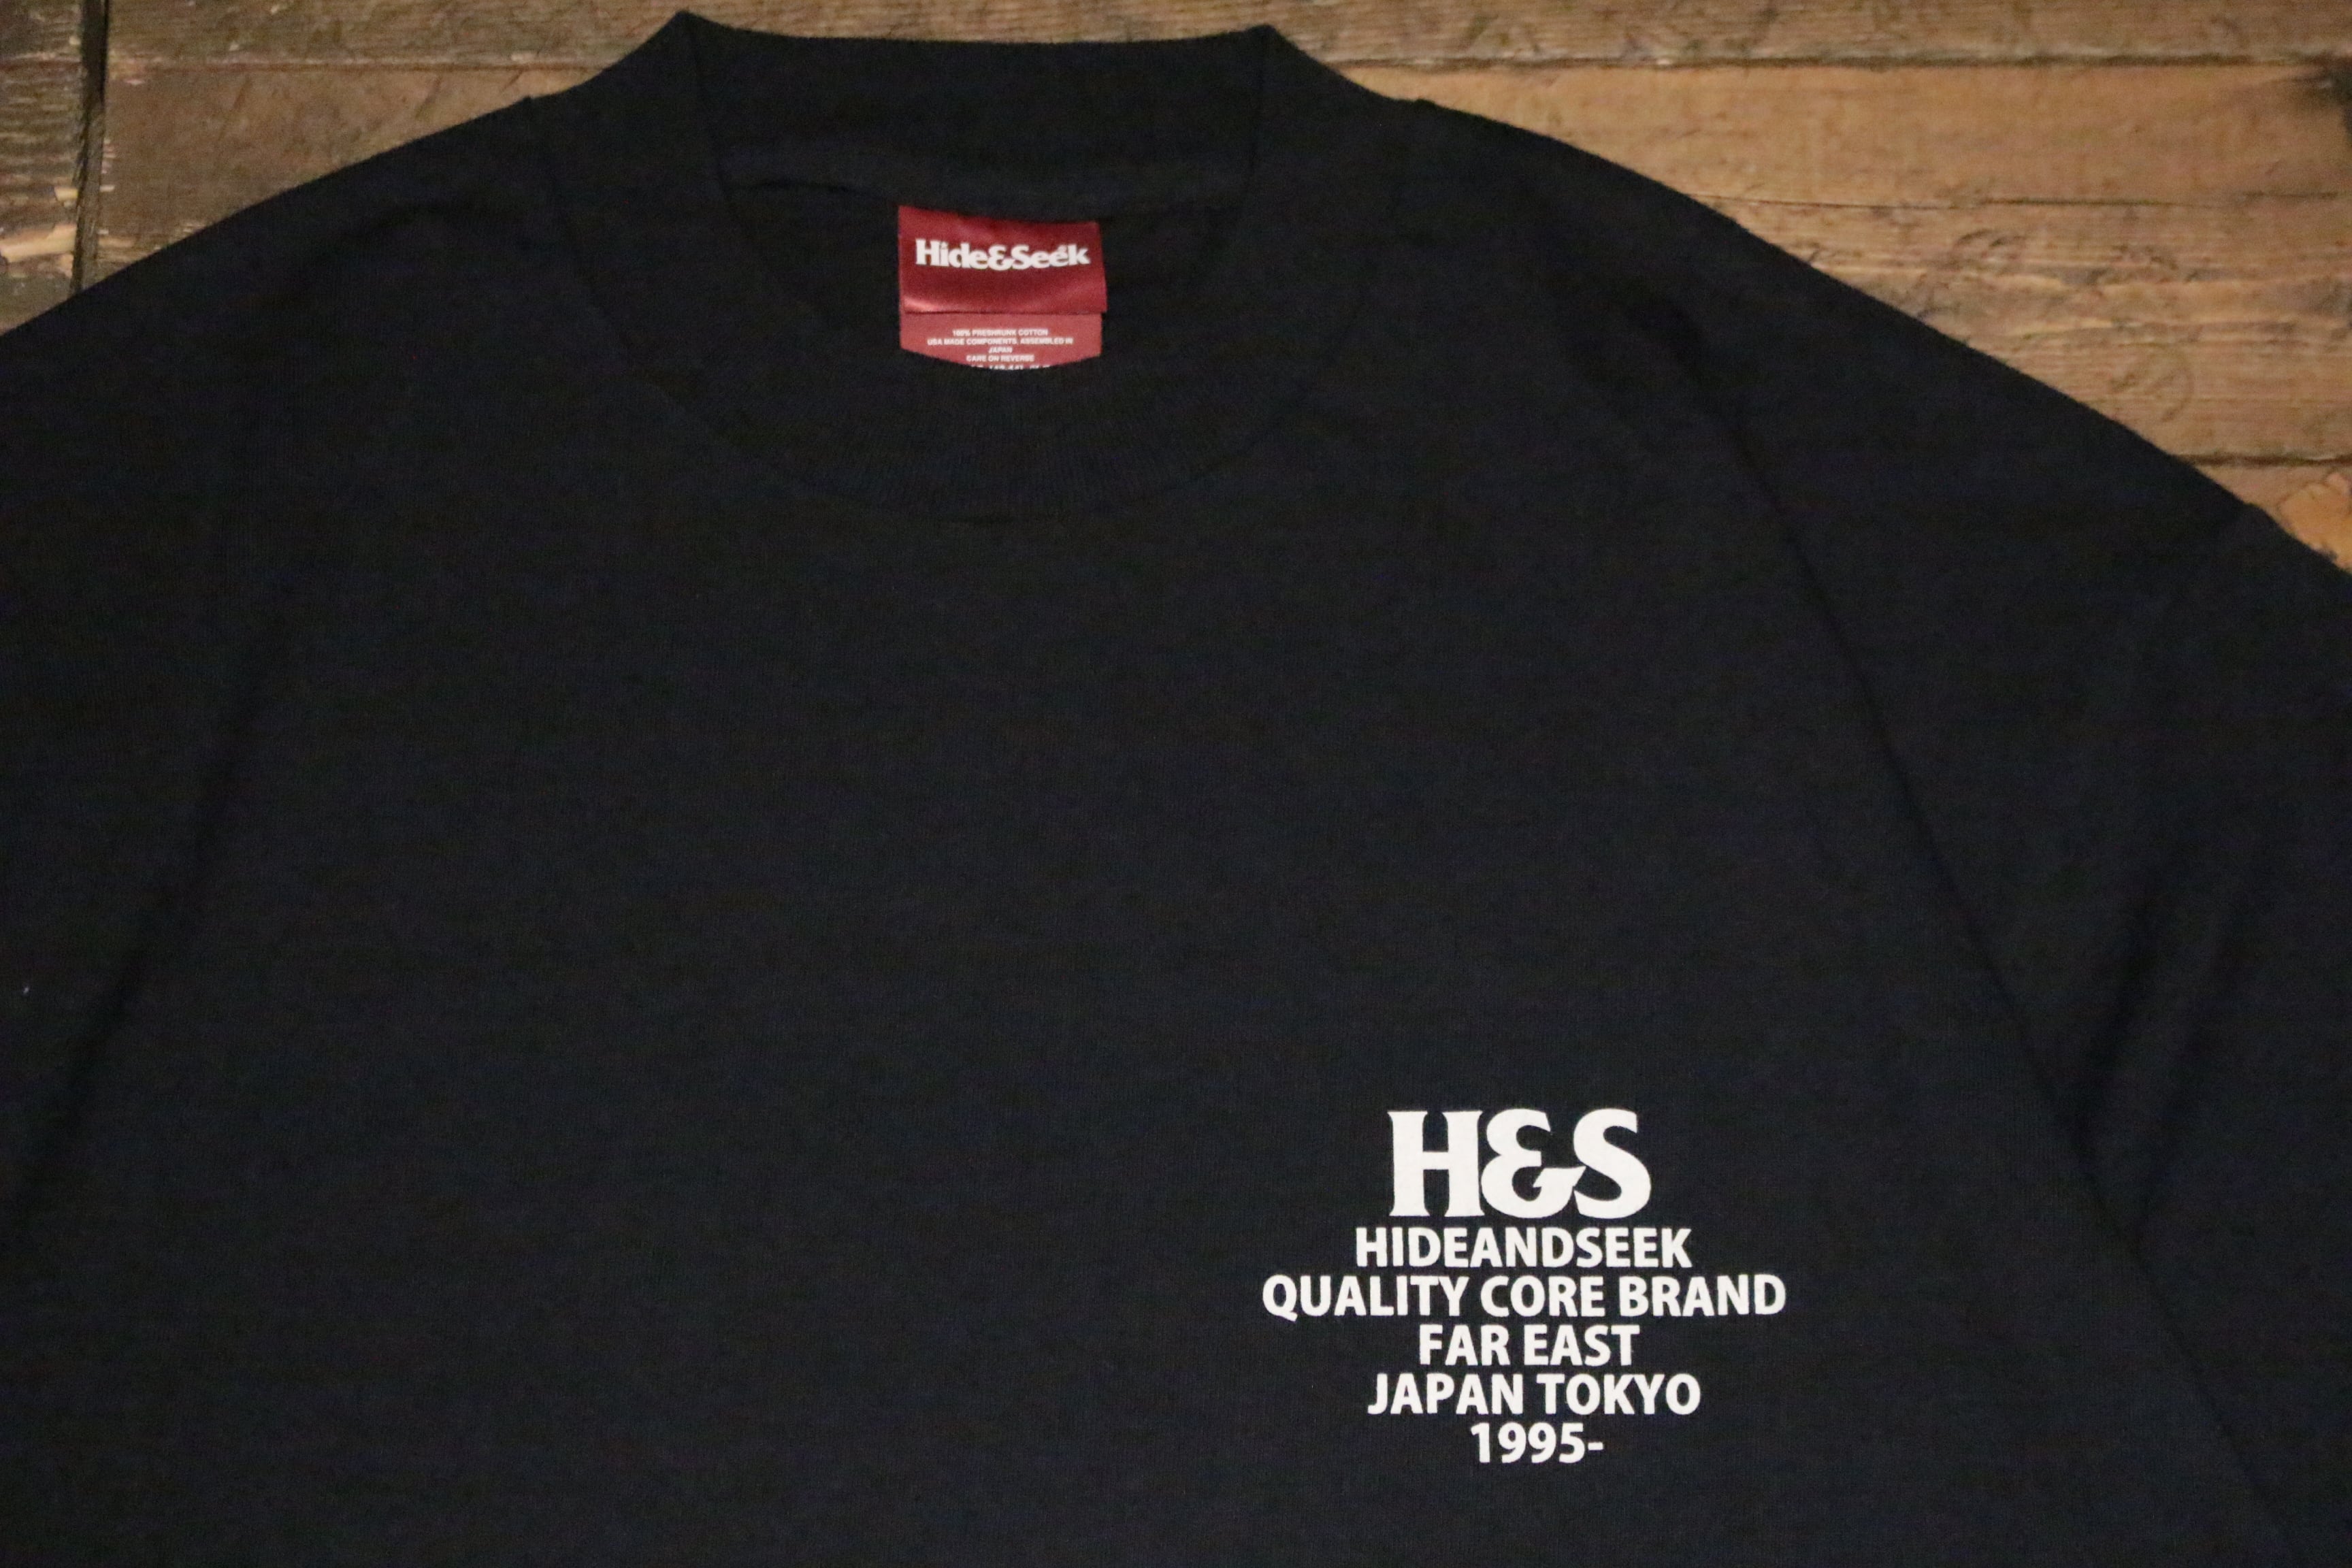 Hide&Seek
100% PRESHRUNK COTTON
USA MADE COMPONENTS, ASSEMBLED IN
JAPAN
CARE ON REVERSE
H&S
HIDEANDSEEK
QUALITY CORE BRAND
FAR EAST
JAPAN TOKYO
1995-